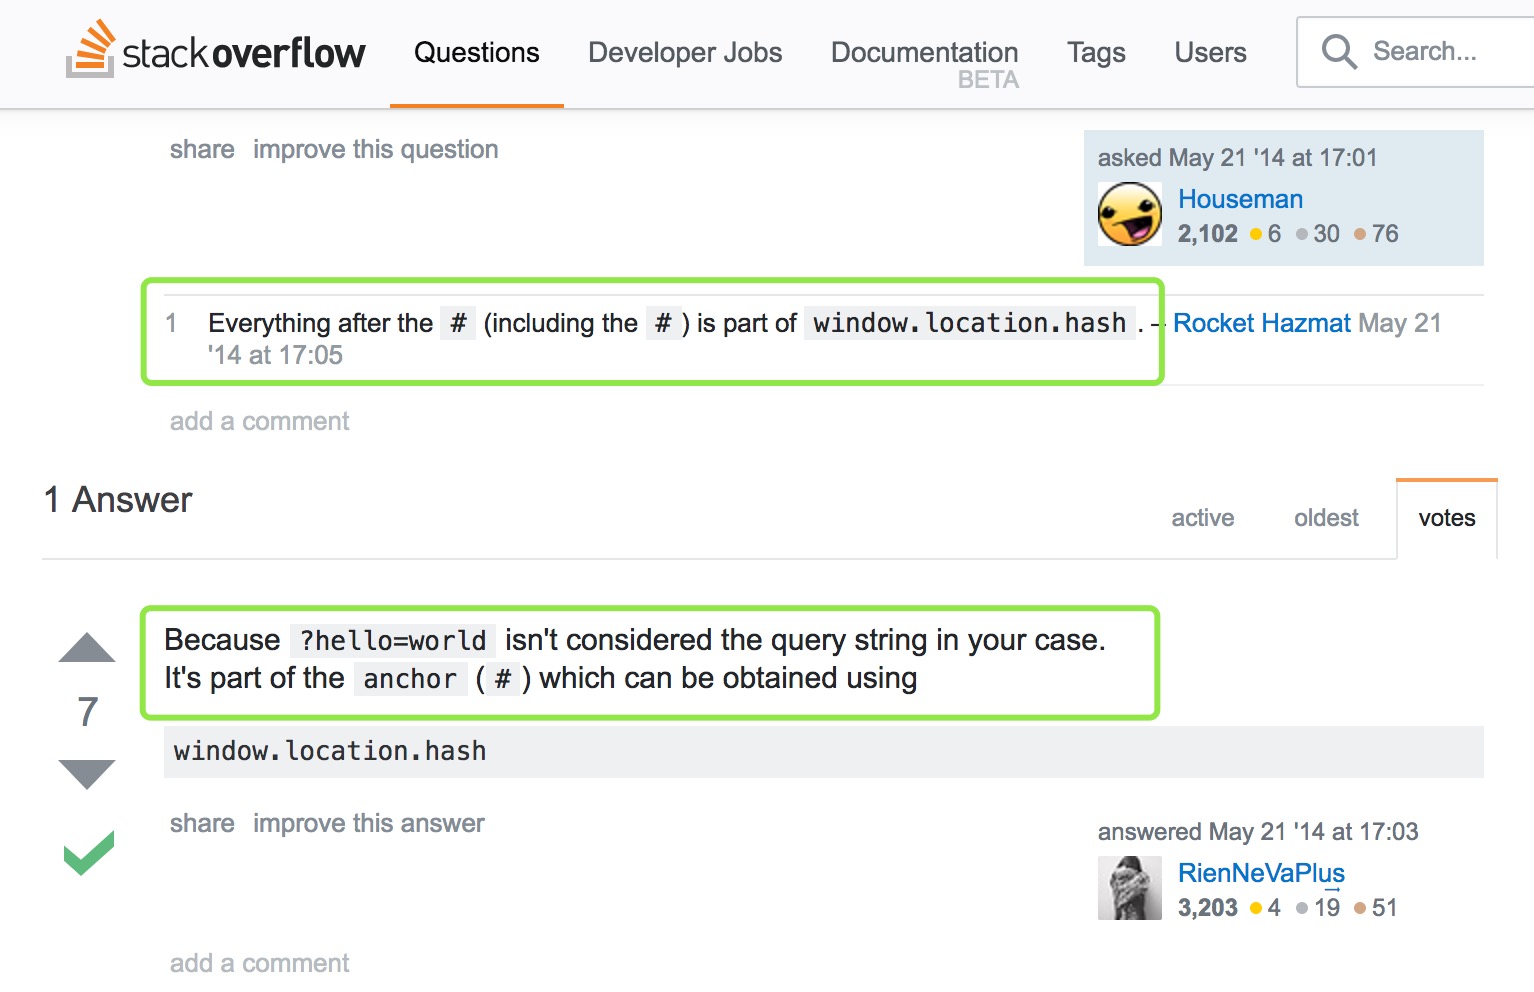 stackoverflow Questions Developer Jobs Documentation Tags Users Search...
BETA
share improve this question
asked May 21 '14 at 17:01
Houseman
2,102 6 30 76
1 Everything after the # (including the # ) is part of window.location.hash . – Rocket Hazmat May 21
'14 at 17:05
add a comment
1 Answer
active oldest votes
Because ?hello=world isn't considered the query string in your case.
It's part of the anchor ( # ) which can be obtained using
7
window.location.hash
share improve this answer
answered May 21 '14 at 17:03
RienNeVaPlus
3,203 4 19 51
add a comment